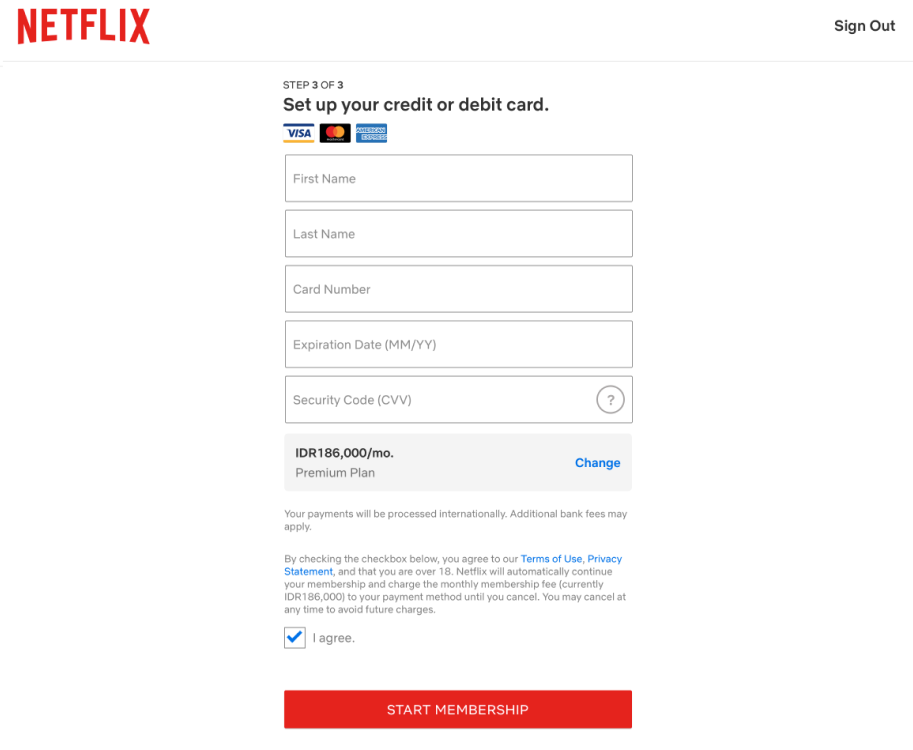 NETFLIX
Sign Out
STEP 3 OF 3
Set up your credit or debit card.
VISA
mastercard
AMERICAN
EXPRESS
First Name
Last Name
Card Number
Expiration Date (MM/YY)
Security Code (CVV)
?
IDR186,000/mo.
Premium Plan
Change
Your payments will be processed internationally. Additional bank fees may
apply.
By checking the checkbox below, you agree to our Terms of Use, Privacy
Statement, and that you are over 18. Netflix will automatically continue
your membership and charge the monthly membership fee (currently
IDR186,000) to your payment method until you cancel. You may cancel at
any time to avoid future charges.
I agree.
START MEMBERSHIP